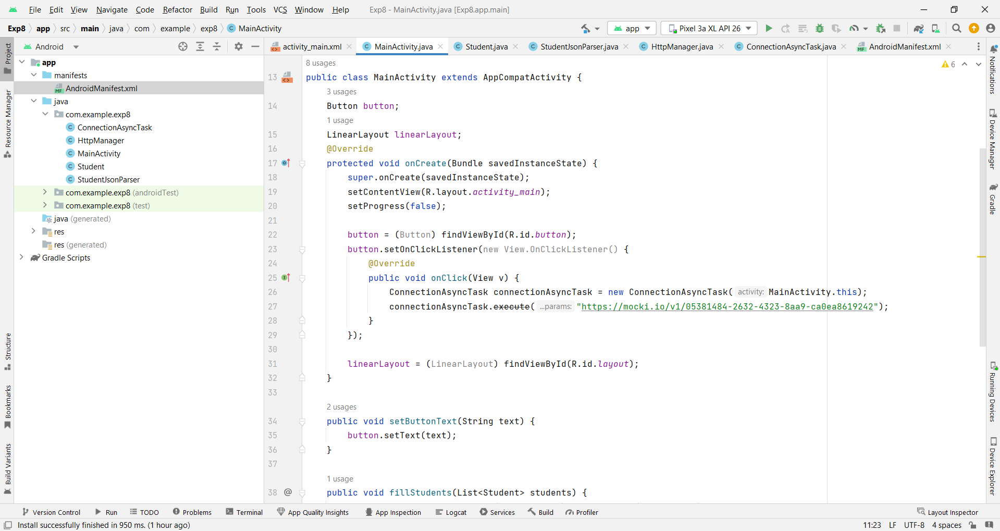 File Edit View Navigate Code Refactor Build Run Tools VCS Window Help Exp8 - MainActivity.java [Exp8.app.main]
Exp8 app src main java com example exp8 C MainActivity app Pixel 3a XL API 26
Android activity_main.xml MainActivity.java Student.java StudentJsonParser.java HttpManager.java ConnectionAsyncTask.java AndroidManifest.xml
Project
Resource Manager
Structure
Bookmarks
Build Variants
app
manifests
AndroidManifest.xml
java
com.example.exp8
ConnectionAsyncTask
HttpManager
MainActivity
Student
StudentJsonParser
com.example.exp8 (androidTest)
com.example.exp8 (test)
java (generated)
res
res (generated)
Gradle Scripts
8 usages
6
13 public class MainActivity extends AppCompatActivity {
3 usages
14 Button button;
1 usage
15 LinearLayout linearLayout;
16 @Override
17 protected void onCreate(Bundle savedInstanceState) {
18 super.onCreate(savedInstanceState);
19 setContentView(R.layout.activity_main);
20 setProgress(false);
21
22 button = (Button) findViewById(R.id.button);
23 button.setOnClickListener(new View.OnClickListener() {
24 @Override
25 public void onClick(View v) {
26 ConnectionAsyncTask connectionAsyncTask = new ConnectionAsyncTask( activity: MainActivity.this);
27 connectionAsyncTask.execute( ...params: "https://mocki.io/v1/05381484-2632-4323-8aa9-ca0ea8619242");
28 }
29 });
30
31 linearLayout = (LinearLayout) findViewById(R.id.layout);
32 }
33
2 usages
34 public void setButtonText(String text) {
35 button.setText(text);
36 }
37
1 usage
38 @ public void fillStudents(List<Student> students) {
Notifications
Device Manager
Gradle
Running Devices
Device Explorer
Version Control Run TODO Problems Terminal App Quality Insights App Inspection Logcat Services Build Profiler Layout Inspector
Install successfully finished in 950 ms. (1 hour ago) 11:23 LF UTF-8 4 spaces